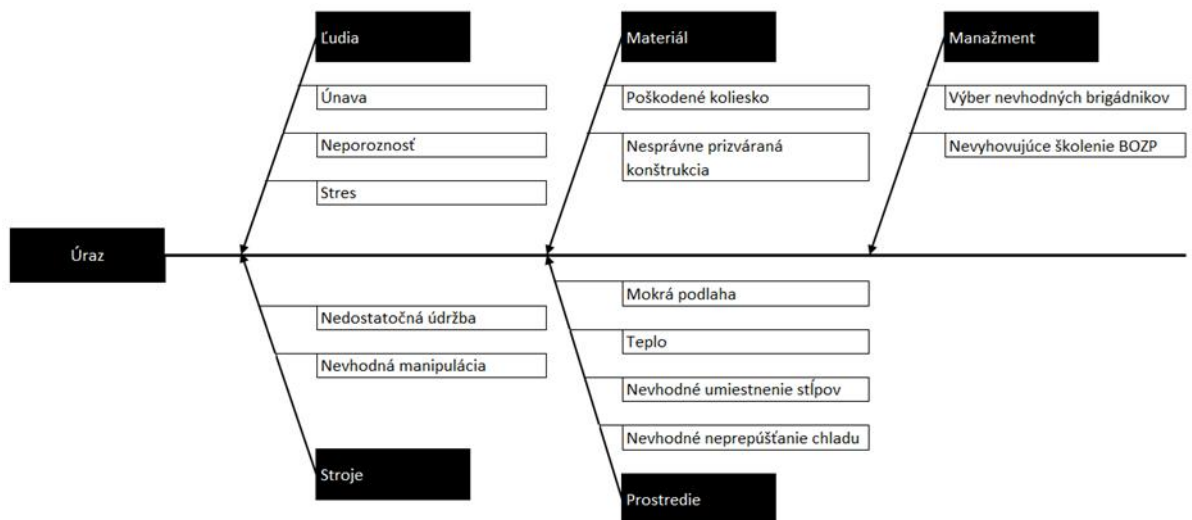 Ľudia
Únava
Neporoznosť
Stres
Materiál
Poškodené koliesko
Nesprávne prizváraná
konštrukcia
Manažment
Výber nevhodných brigádnikov
Nevyhovujúce školenie BOZP
Úraz
Nedostatočná údržba
Nevhodná manipulácia
Stroje
Mokrá podlaha
Teplo
Nevhodné umiestnenie stĺpov
Nevhodné neprepúšťanie chladu
Prostredie